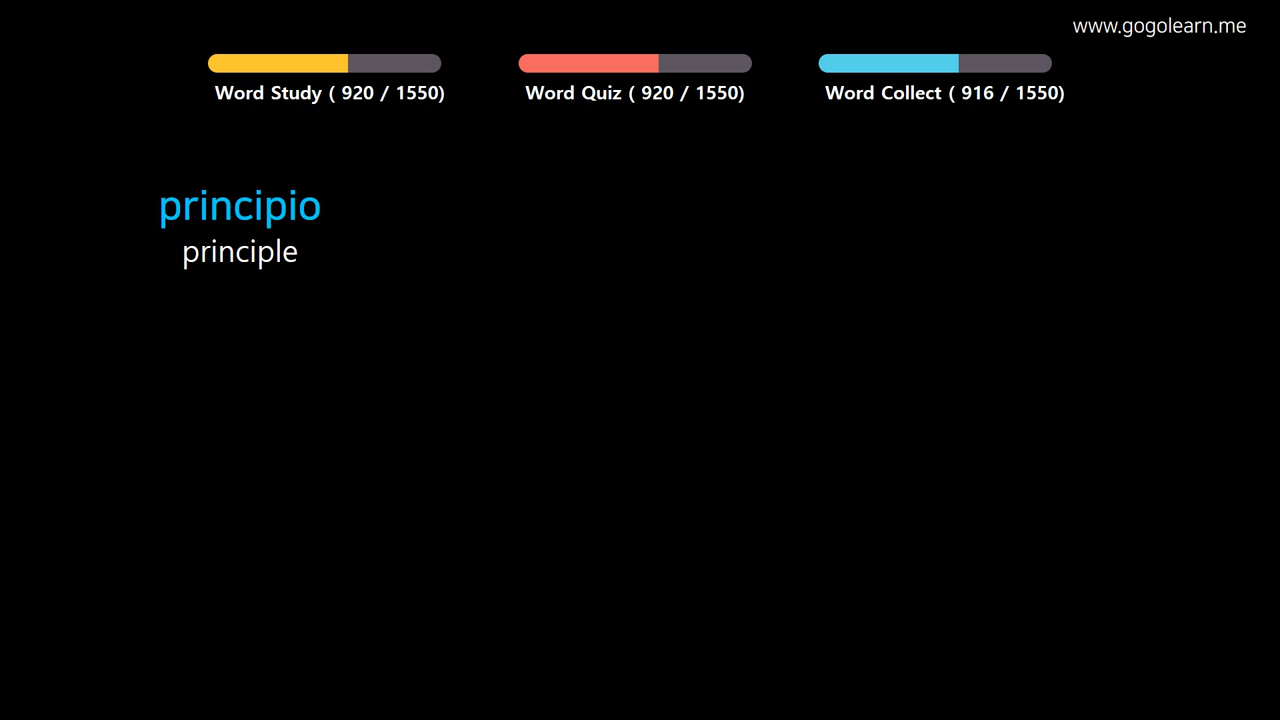 www.gogolearn.me
Word Study ( 920 / 1550)
Word Quiz ( 920 / 1550)
Word Collect ( 916 / 1550)
principio
principle